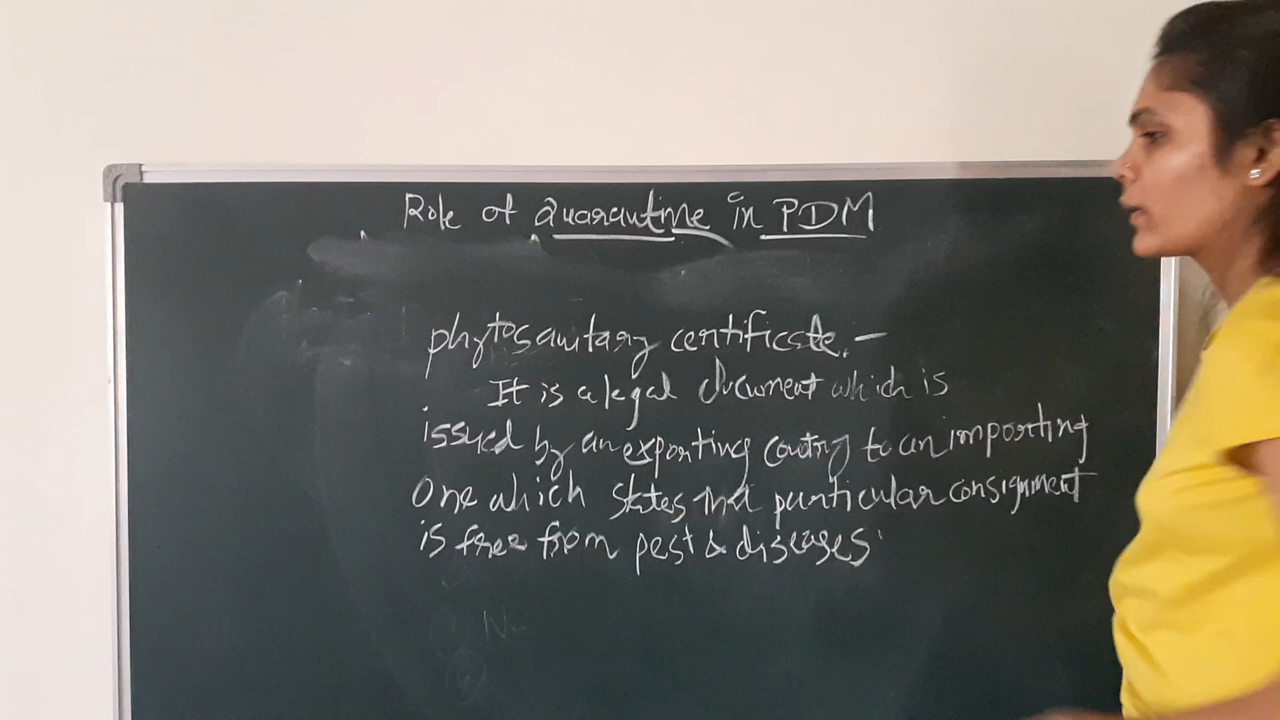 Role of Quarantine in PDM
phytosanitary certificate. -
It is a legal document which is
issued by an exporting country to an importing
One which states that particular consignment
is free from pest & diseases.